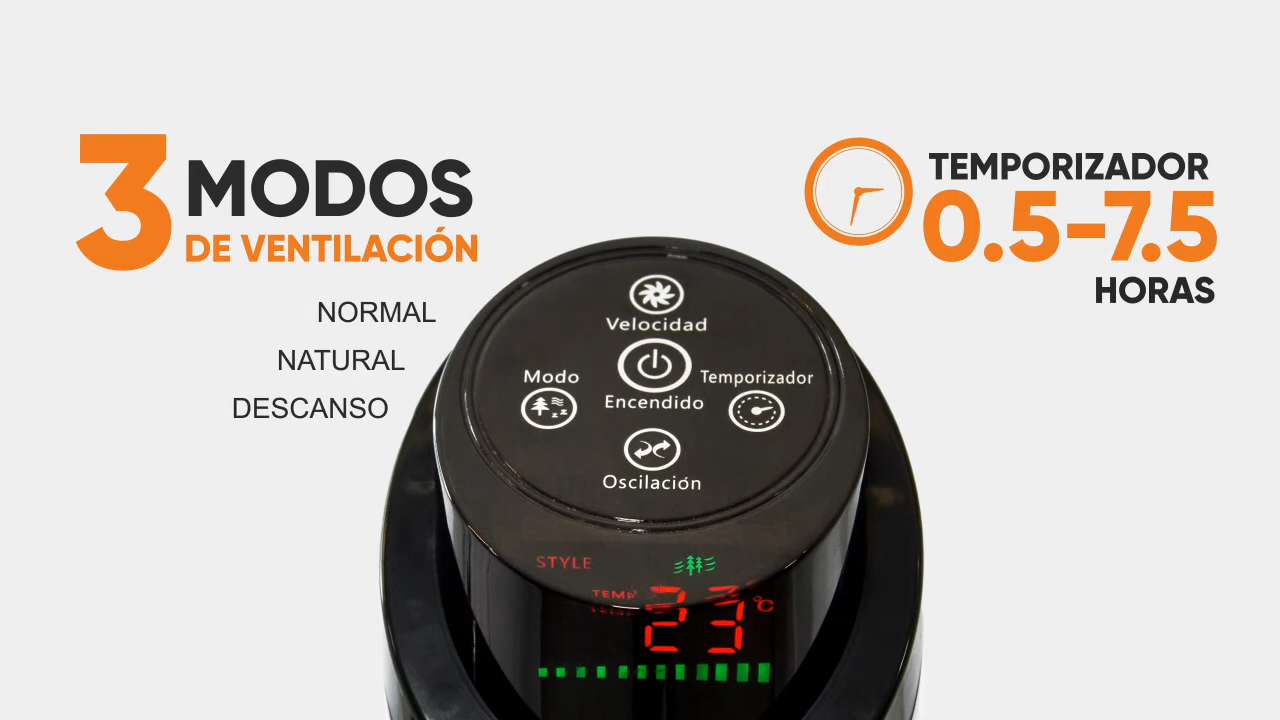 3 MODOS
DE VENTILACIÓN
NORMAL
NATURAL
DESCANSO
TEMPORIZADOR
0.5-7.5
HORAS
Velocidad
Modo
Encendido
Temporizador
Oscilación
STYLE
TEMP
23 °C